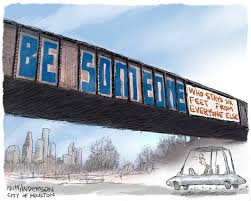 BE SOMEONE
WHO STAYS SIX
FEET FROM
EVERYONE ELSE
NICK ANDERSON
CITY OF HOUSTON